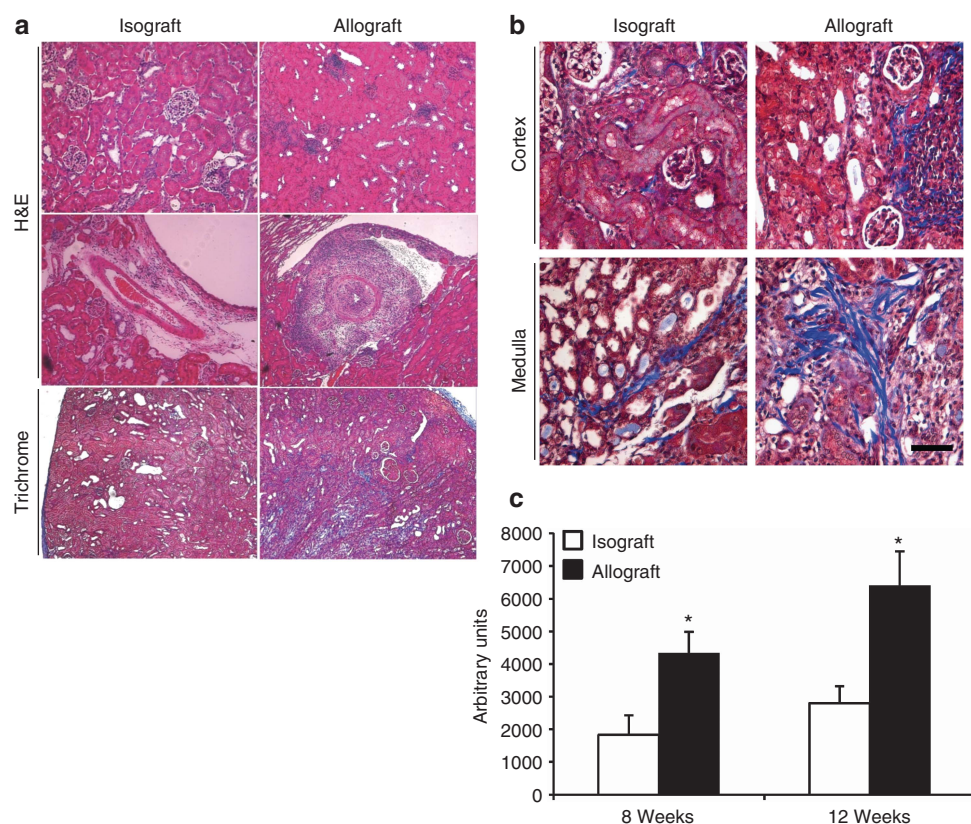 a
Isograft
Allograft
H&E
Trichrome
b
Isograft
Allograft
Cortex
Medulla
c
Isograft
Allograft
Arbitrary units
8000
7000
6000
5000
4000
3000
2000
1000
0
*
*
8 Weeks
12 Weeks